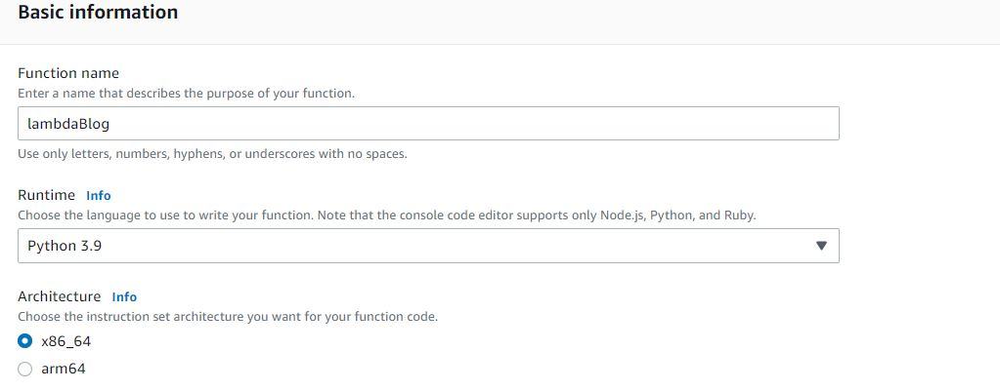 Basic information
Function name
Enter a name that describes the purpose of your function.
lambdaBlog
Use only letters, numbers, hyphens, or underscores with no spaces.
Runtime Info
Choose the language to use to write your function. Note that the console code editor supports only Node.js, Python, and Ruby.
Python 3.9
Architecture Info
Choose the instruction set architecture you want for your function code.
x86_64
arm64